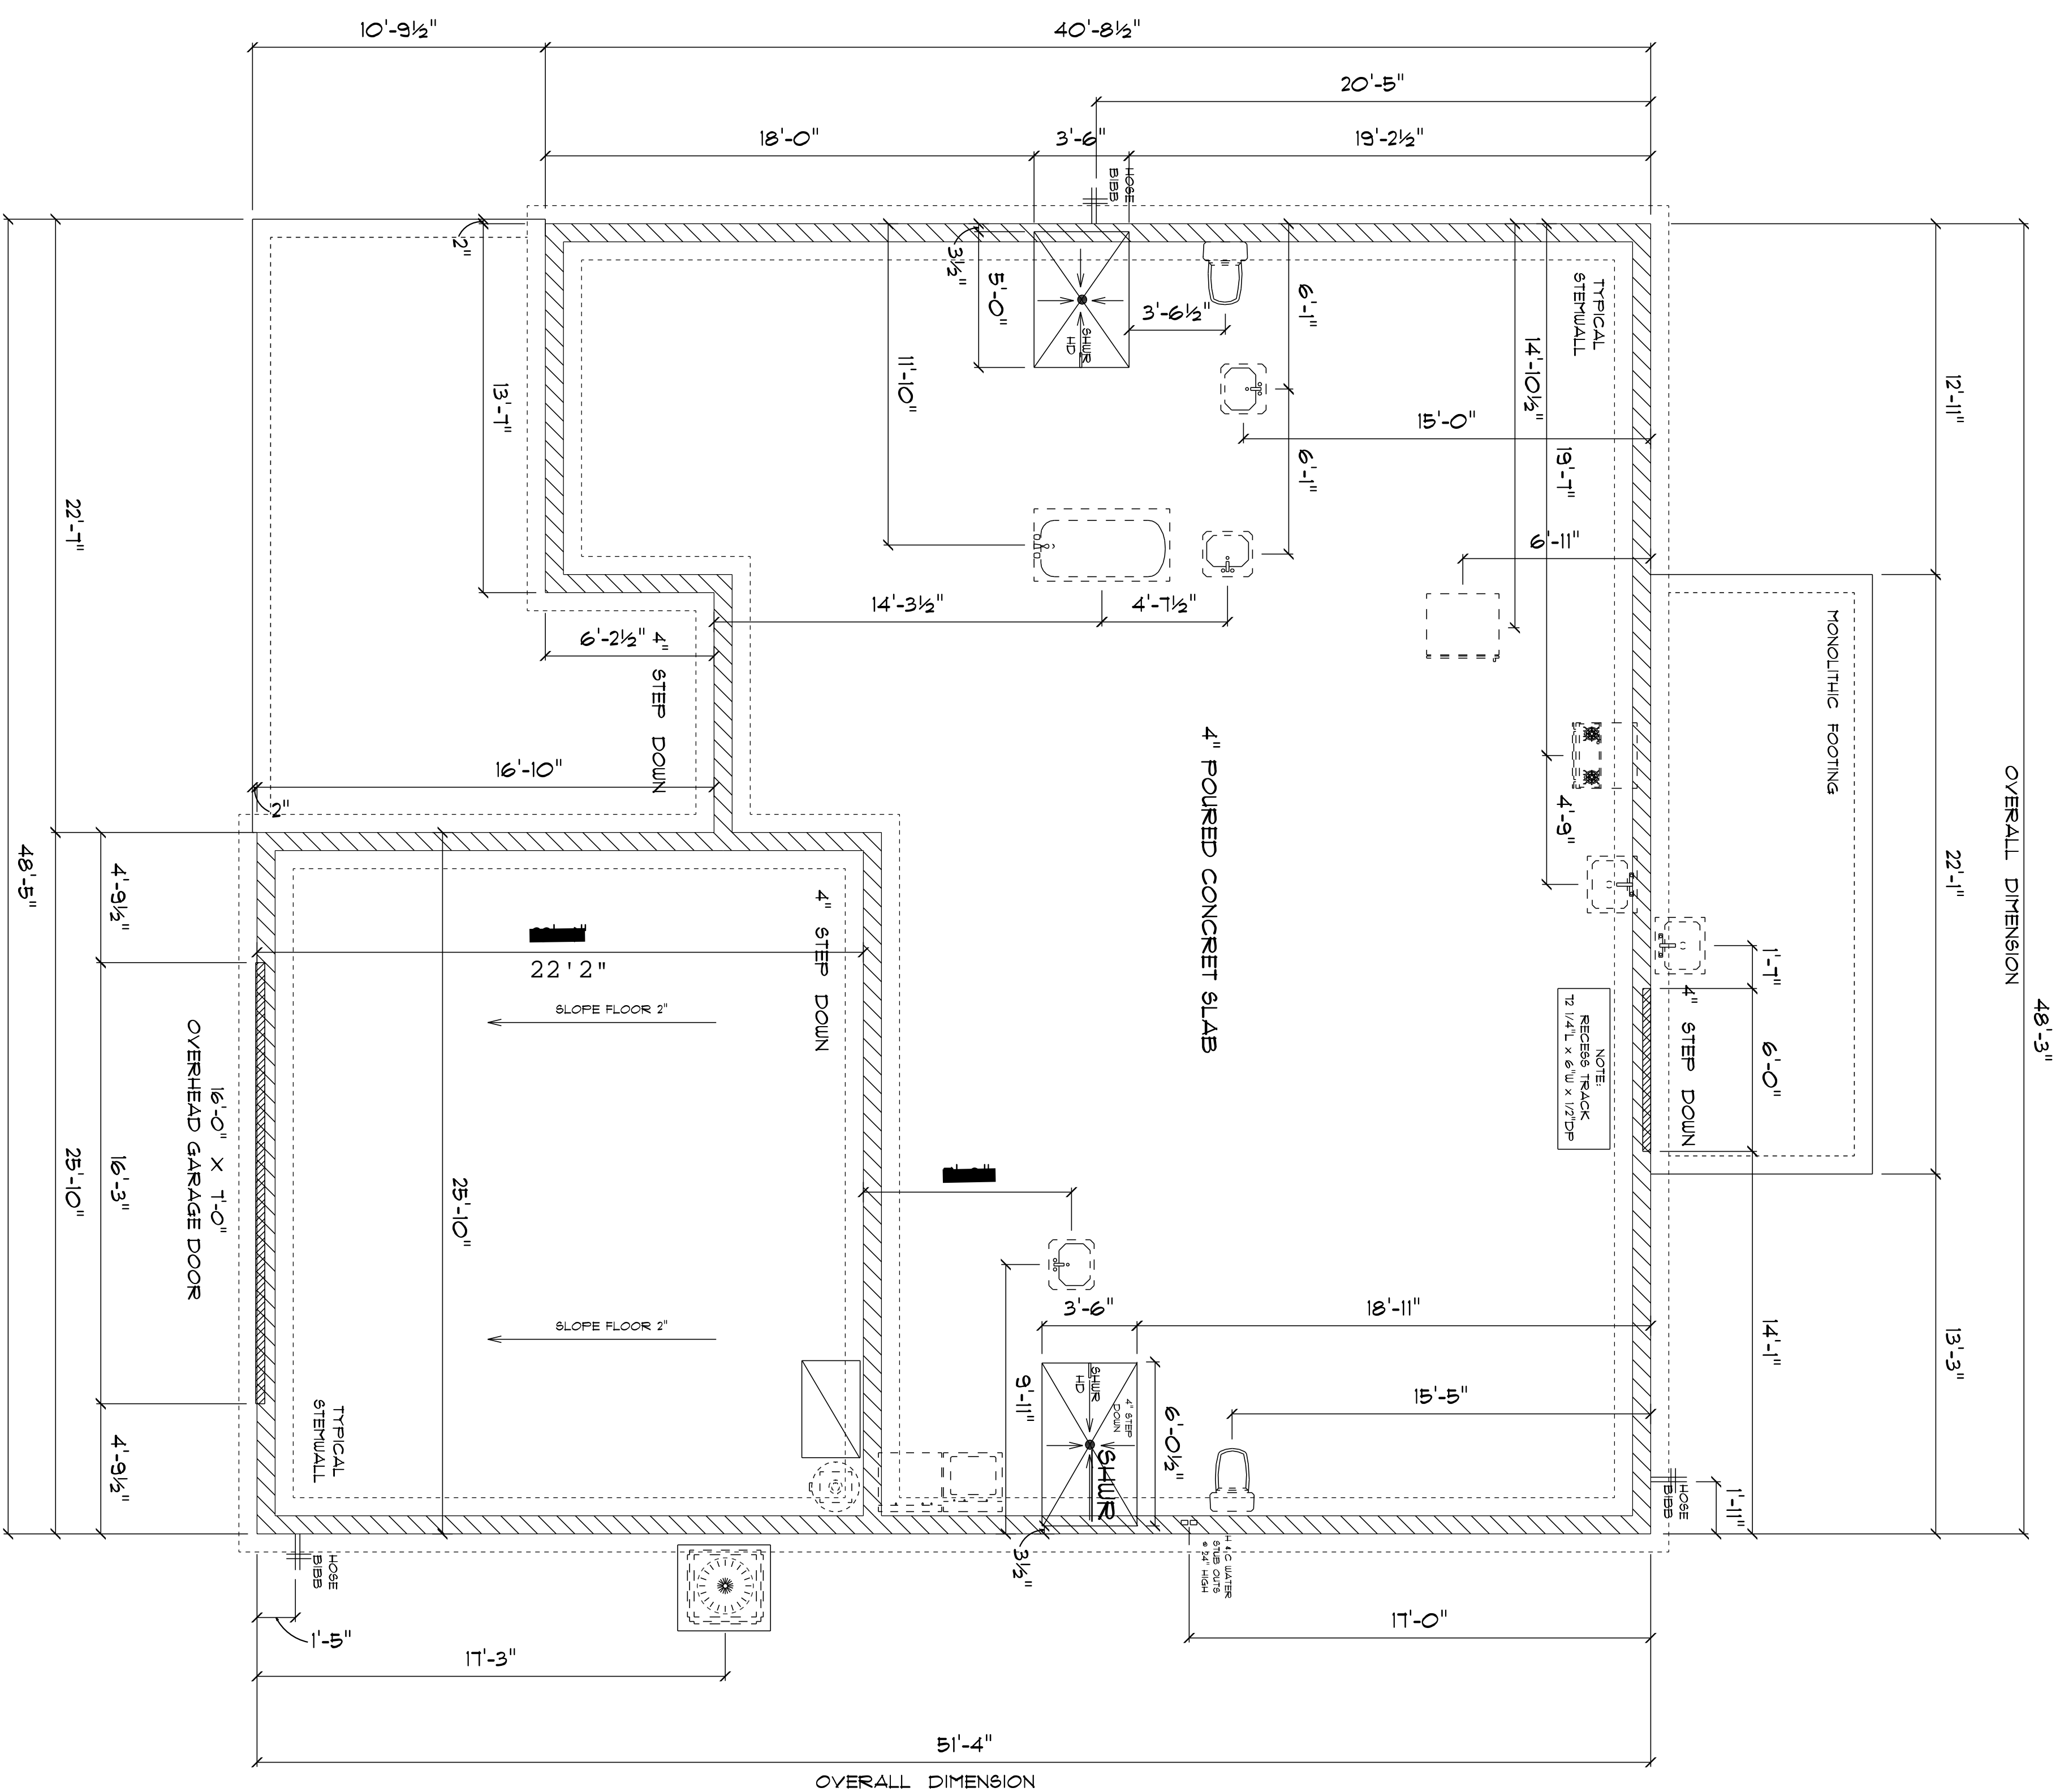 10'-9½"
40'-8½"
20'-5"
18'-0"
3'-6"
19'-2½"
HOSE
BIBB
2"
3½"
5'-0"
SHWR
HD
3'-6½"
6'-1"
TYPICAL
STEMWALL
13'-7"
11'-10"
14'-10½"
12'-11"
15'-0"
19'-7"
6'-1"
22'-7"
6'-11"
14'-3½"
4'-7½"
6'-2½"
4"
STEP DOWN
MONOLITHIC FOOTING
16'-10"
2"
4" POURED CONCRET SLAB
4'-9"
OVERALL DIMENSION
48'-3"
22'-1"
48'-5"
4'-9½"
4" STEP DOWN
22'2"
SLOPE FLOOR 2"
1'-7"
4" STEP DOWN
6'-0"
NOTE:
RECESS TRACK
72 1/4"L x 6"W x 1/2"DP
16'-0" X 7'-0"
OVERHEAD GARAGE DOOR
16'-3"
25'-10"
25'-10"
SLOPE FLOOR 2"
3'-6"
18'-11"
14'-1"
13'-3"
9'-11"
SHWR
HD
4" STEP
DOWN
SHWR
6'-0½"
15'-5"
TYPICAL
STEMWALL
4'-9½"
HOSE
BIBB
1'-11"
3½"
H & C WATER
STUB OUTS
@ 24" HIGH
HOSE
BIBB
17'-0"
1'-5"
17'-3"
51'-4"
OVERALL DIMENSION